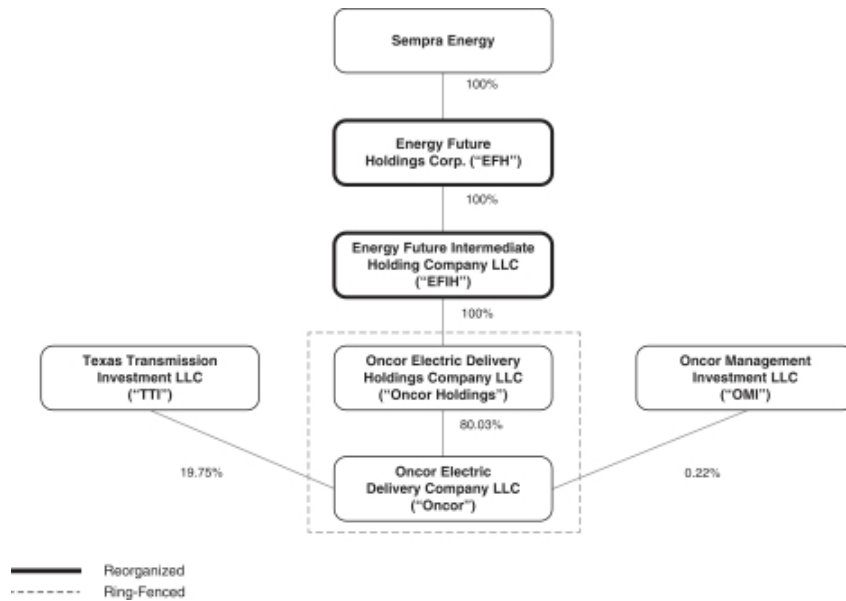 Sempra Energy
100%
Energy Future
Holdings Corp. (“EFH”)
100%
Energy Future Intermediate
Holding Company LLC
(“EFIH”)
100%
Texas Transmission
Investment LLC
(“TTI”)
Oncor Electric Delivery
Holdings Company LLC
(“Oncor Holdings”)
Oncor Management
Investment LLC
(“OMI”)
80.03%
19.75%
0.22%
Oncor Electric
Delivery Company LLC
(“Oncor”)
Reorganized
Ring-Fenced